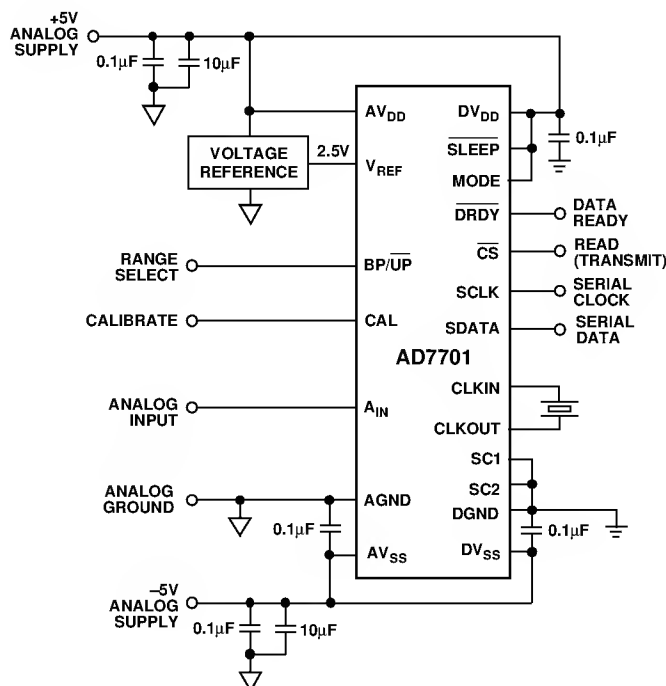 +5V
ANALOG
SUPPLY
0.1µF
10µF
AV_DD
DV_DD
0.1µF
VOLTAGE
REFERENCE
2.5V
V_REF
SLEEP
MODE
DRDY
DATA
READY
RANGE
SELECT
BP/UP
CS
READ
(TRANSMIT)
SCLK
SERIAL
CLOCK
CALIBRATE
CAL
SDATA
SERIAL
DATA
AD7701
CLKIN
ANALOG
INPUT
A_IN
CLKOUT
SC1
SC2
ANALOG
GROUND
AGND
DGND
0.1µF
0.1µF
AV_SS
DV_SS
–5V
ANALOG
SUPPLY
0.1µF
10µF